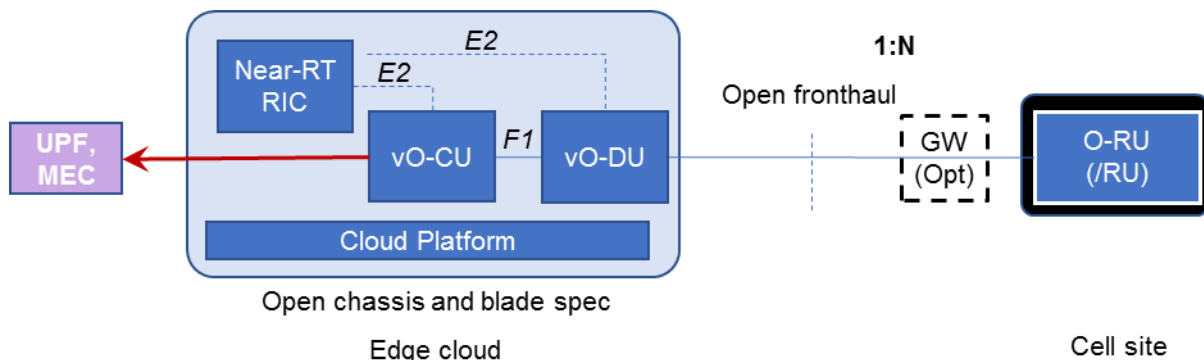 E2
1:N
Near-RT
RIC
E2
Open fronthaul
UPF,
MEC
vO-CU
F1
vO-DU
GW
(Opt)
O-RU
(/RU)
Cloud Platform
Open chassis and blade spec
Edge cloud
Cell site